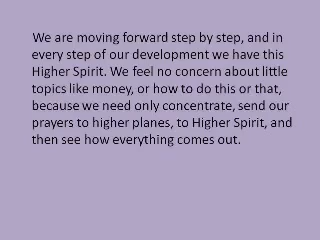 We are moving forward step by step, and in
every step of our development we have this
Higher Spirit. We feel no concern about little
topics like money, or how to do this or that,
because we need only concentrate, send our
prayers to higher planes, to Higher Spirit, and
then see how everything comes out.